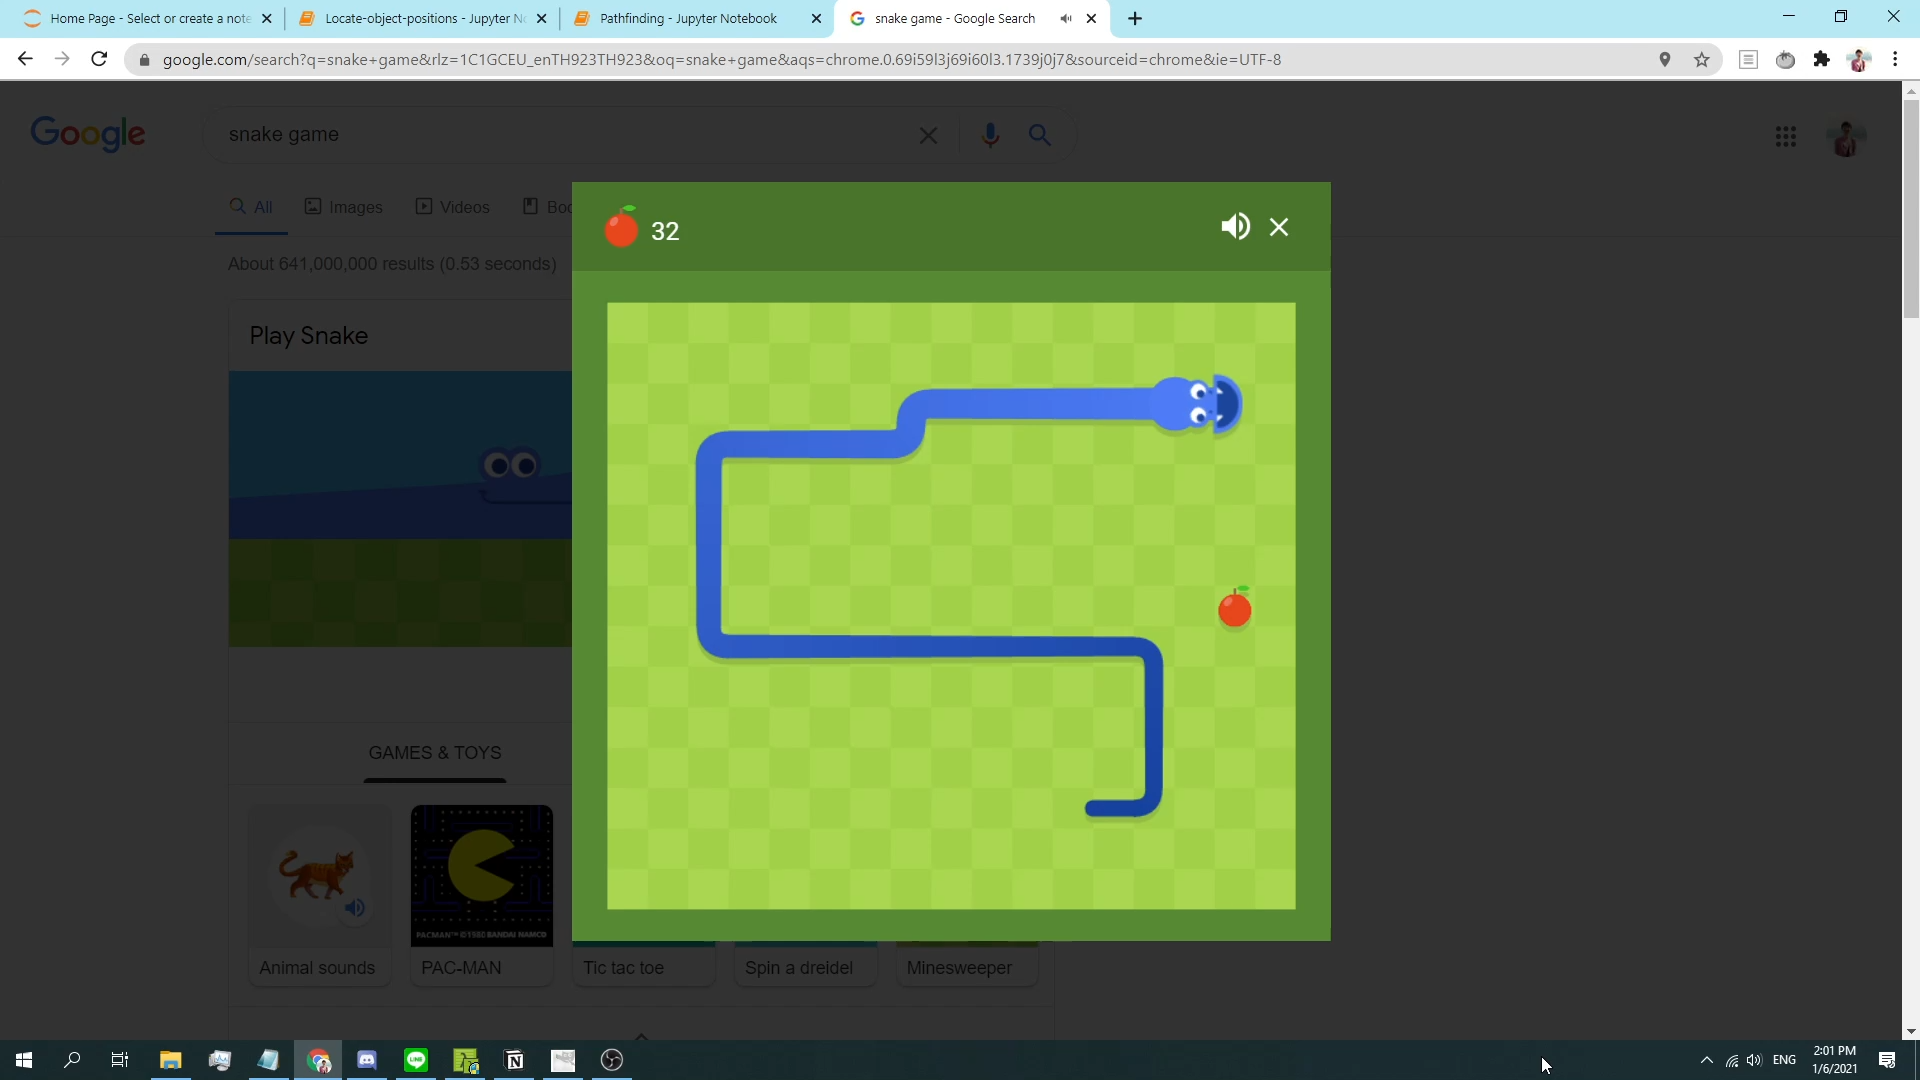 Home Page - Select or create a note
Locate-object-positions - Jupyter N
Pathfinding - Jupyter Notebook
snake game - Google Search
google.com/search?q=snake+game&rlz=1C1GCEU_enTH923TH923&oq=snake+game&aqs=chrome.0.69i59l3j69i60l3.1739j0j7&sourceid=chrome&ie=UTF-8
Google
snake game
All
Images
Videos
Boo
32
About 641,000,000 results (0.53 seconds)
Play Snake
GAMES & TOYS
PACMAN™ ©1980 BANDAI NAMCO
Animal sounds
PAC-MAN
Tic tac toe
Spin a dreidel
Minesweeper
ENG
2:01 PM
1/6/2021